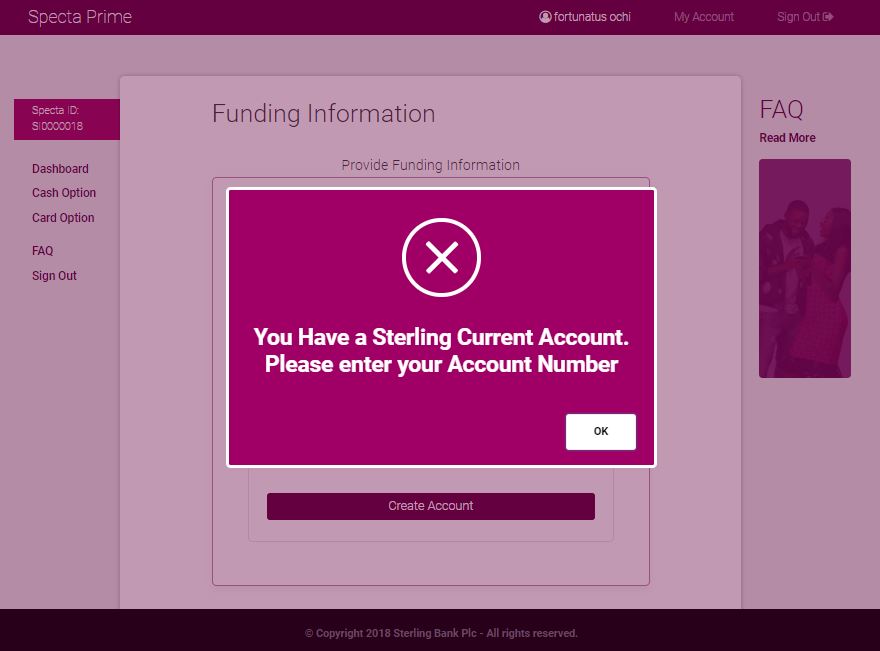 Specta Prime
fortunatus ochi
My Account
Sign Out
Specta ID:
SI0000018
Dashboard
Cash Option
Card Option
FAQ
Sign Out
Funding Information
Provide Funding Information
You Have a Sterling Current Account.
Please enter your Account Number
OK
Create Account
FAQ
Read More
© Copyright 2018 Sterling Bank Plc - All rights reserved.